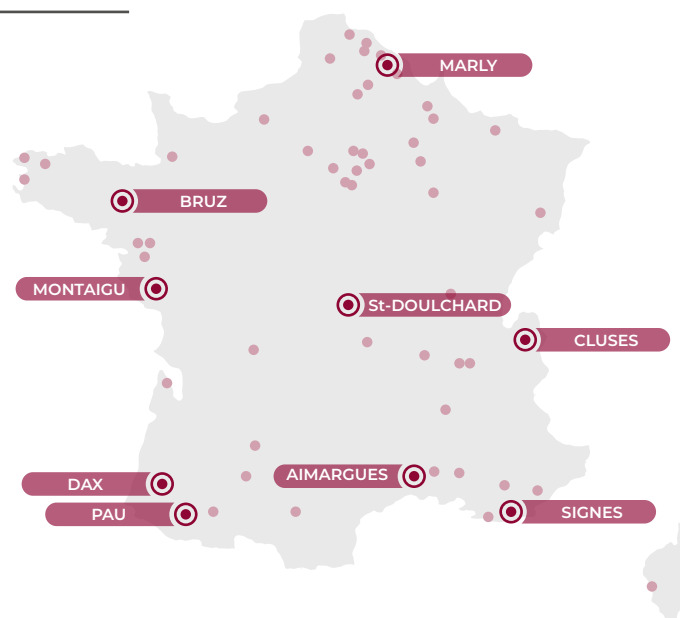 MARLY
BRUZ
MONTAIGU
St-DOULCHARD
CLUSES
AIMARGUES
DAX
PAU
SIGNES